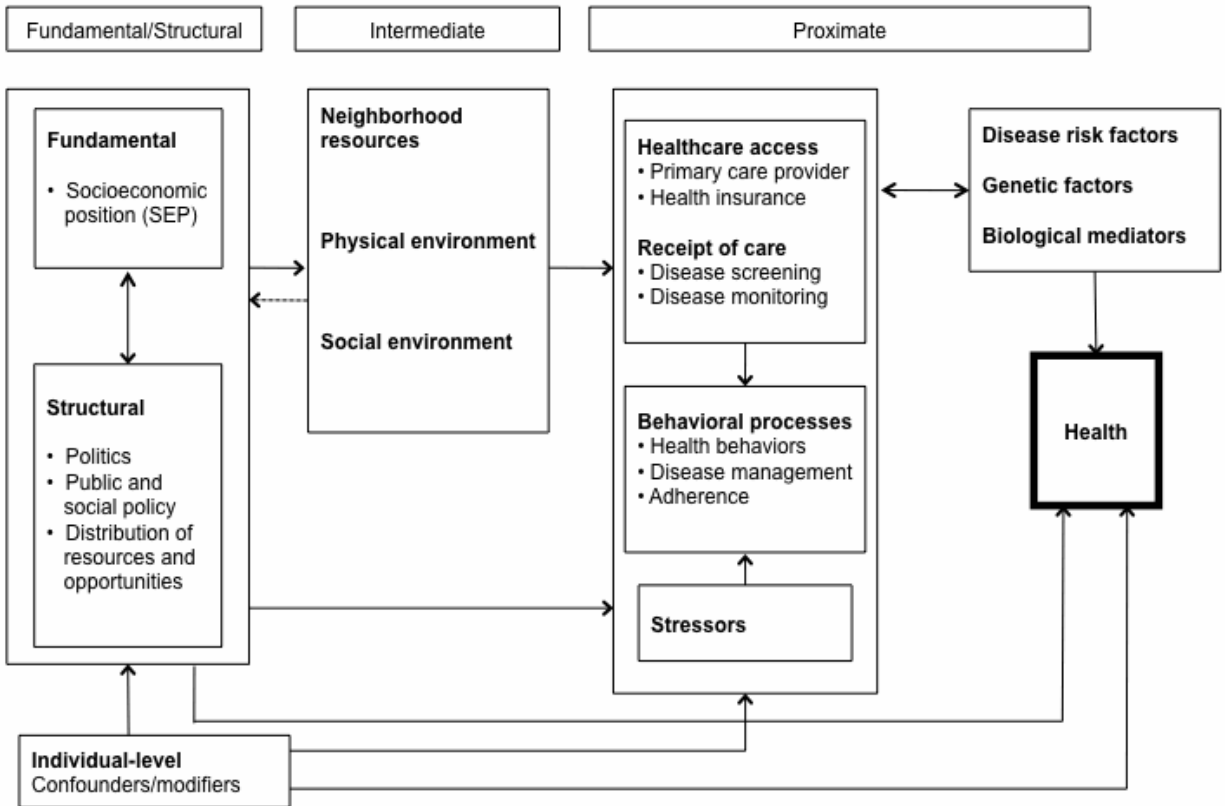 Fundamental/Structural
Intermediate
Proximate
Fundamental
• Socioeconomic
position (SEP)
Structural
• Politics
• Public and
social policy
• Distribution of
resources and
opportunities
Neighborhood
resources
Physical environment
Social environment
Healthcare access
• Primary care provider
• Health insurance
Receipt of care
• Disease screening
• Disease monitoring
Behavioral processes
• Health behaviors
• Disease management
• Adherence
Stressors
Disease risk factors
Genetic factors
Biological mediators
Health
Individual-level
Confounders/modifiers